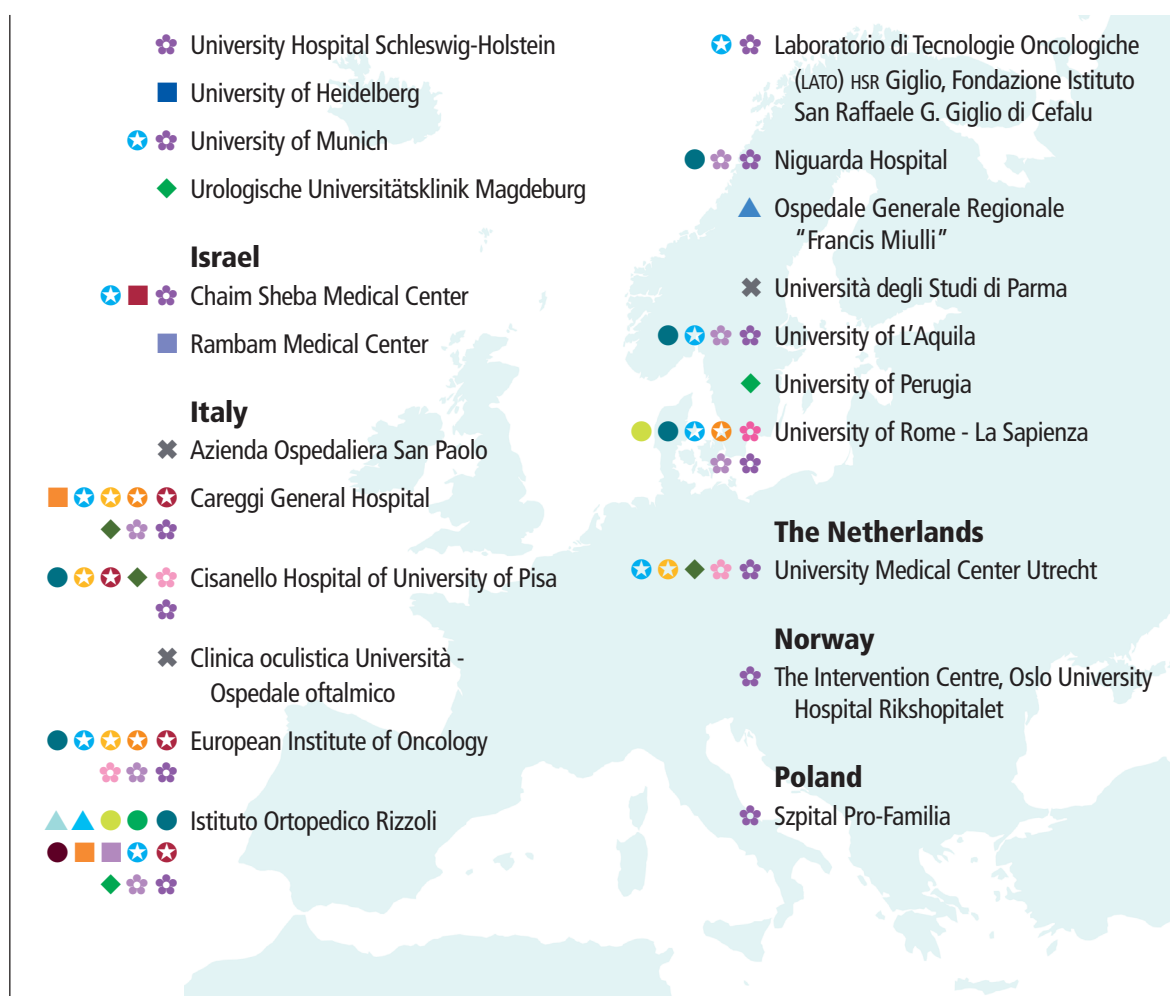 University Hospital Schleswig-Holstein
University of Heidelberg
University of Munich
Urologische Universitätsklinik Magdeburg
Israel
Chaim Sheba Medical Center
Rambam Medical Center
Italy
Azienda Ospedaliera San Paolo
Careggi General Hospital
Cisanello Hospital of University of Pisa
Clinica oculistica Università -
Ospedale oftalmico
European Institute of Oncology
Istituto Ortopedico Rizzoli
Laboratorio di Tecnologie Oncologiche
(LATO) HSR Giglio, Fondazione Istituto
San Raffaele G. Giglio di Cefalu
Niguarda Hospital
Ospedale Generale Regionale
"Francis Miulli"
Università degli Studi di Parma
University of L'Aquila
University of Perugia
University of Rome - La Sapienza
The Netherlands
University Medical Center Utrecht
Norway
The Intervention Centre, Oslo University
Hospital Rikshopitalet
Poland
Szpital Pro-Familia